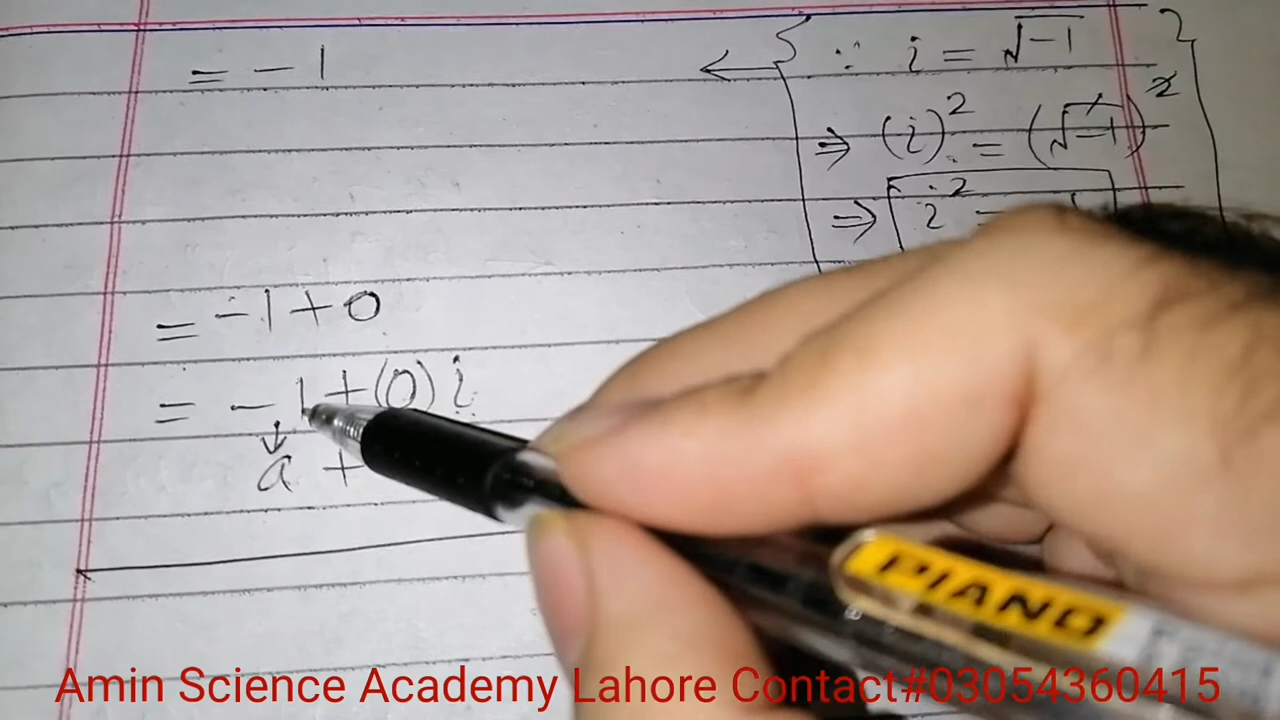 = -1
∵ i = √-1
⇒ (i)² = (√-1)²
⇒ i² =
= -1 + 0
= -1 + (0) i
a +
PIANO
Amin Science Academy Lahore Contact#03054360415